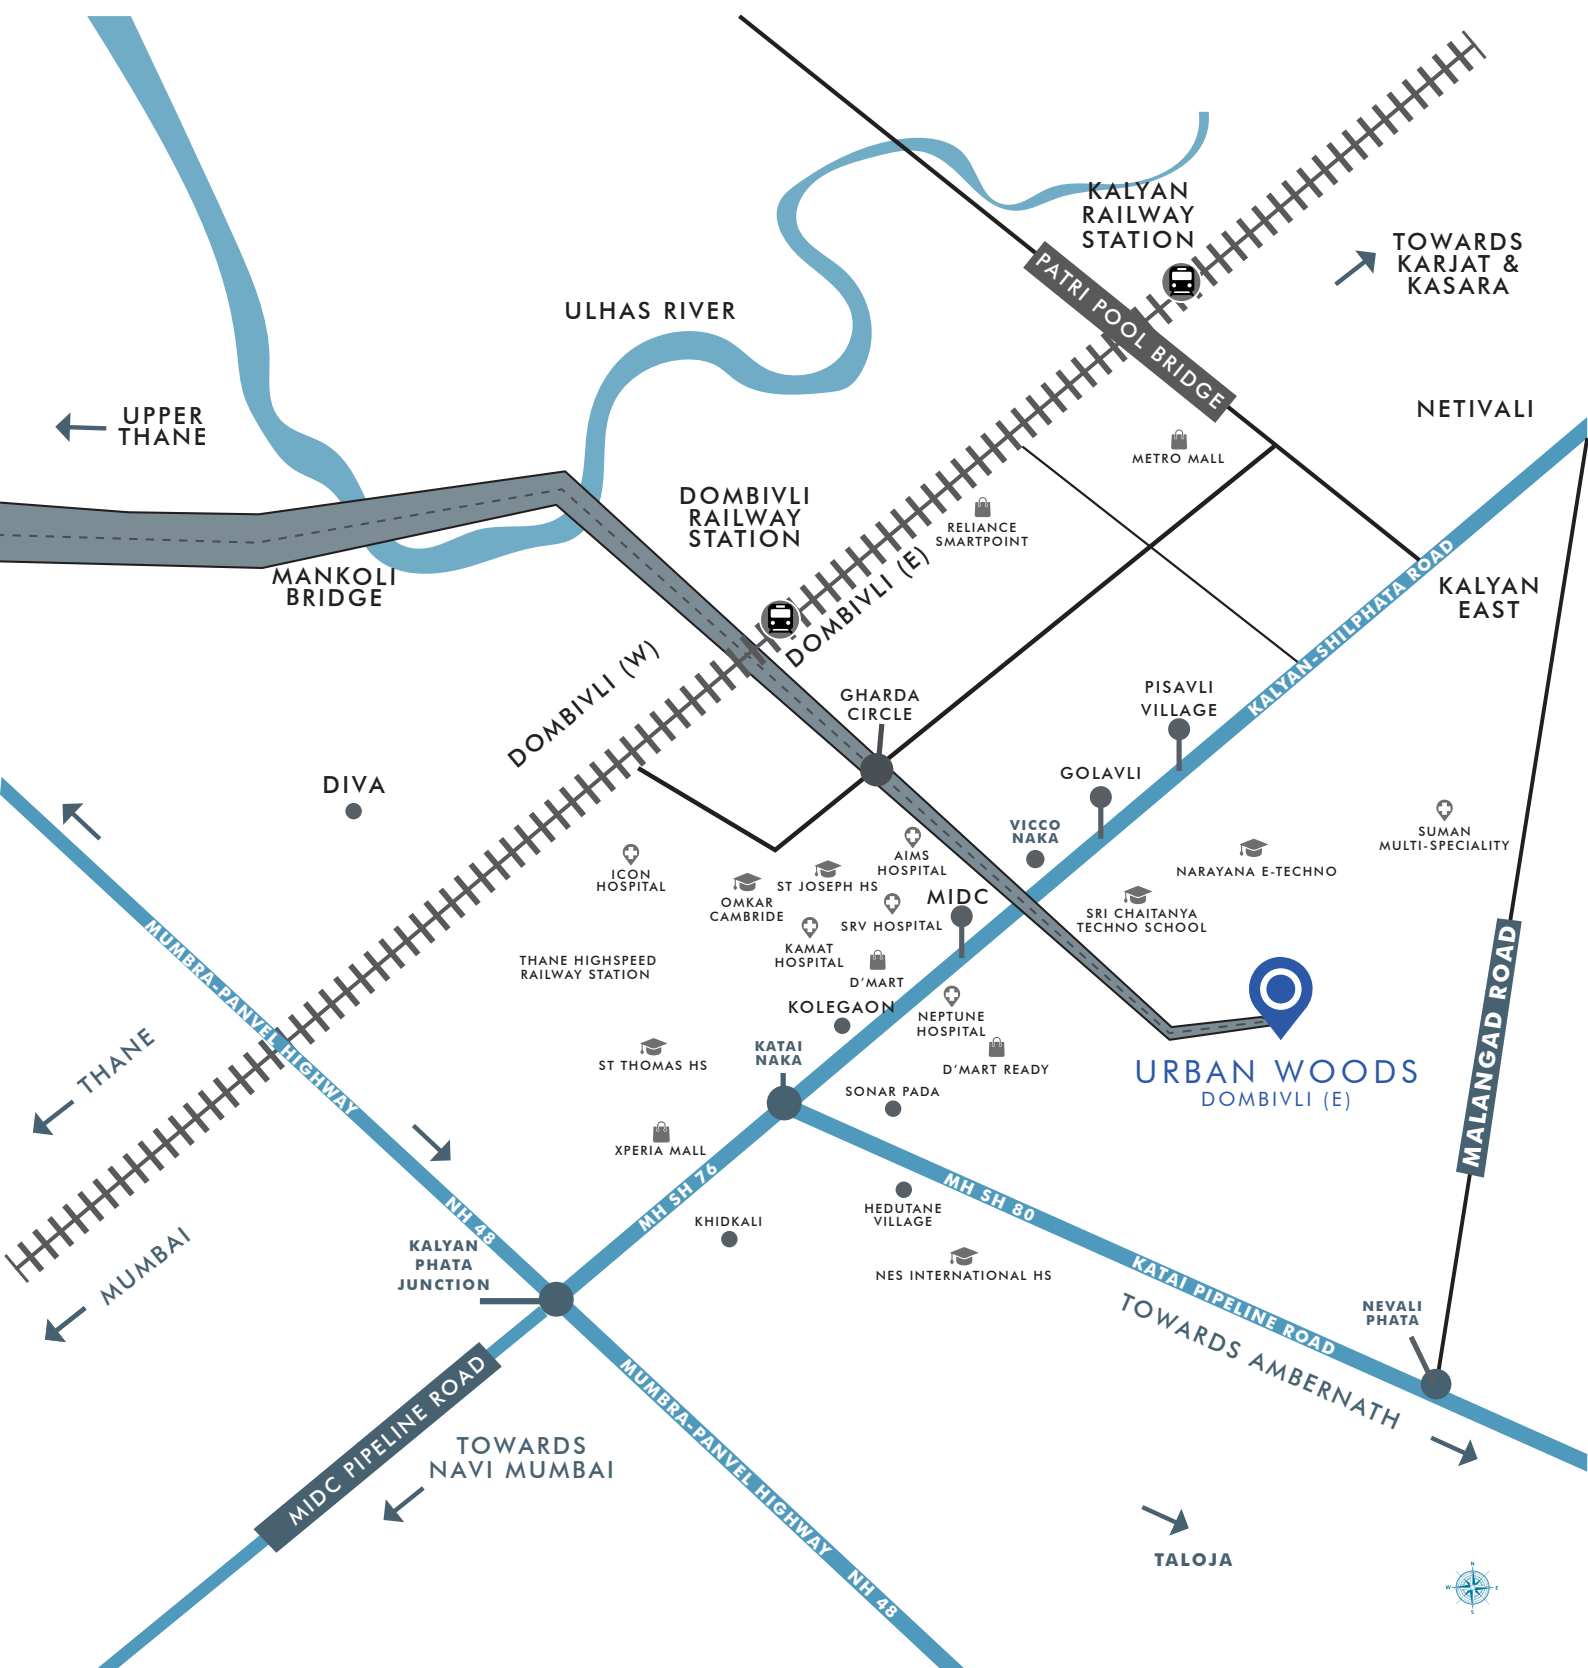 KALYAN
RAILWAY
STATION
TOWARDS
KARJAT &
KASARA
PATRI POOL BRIDGE
ULHAS RIVER
UPPER
THANE
NETIVALI
METRO MALL
DOMBIVLI
RAILWAY
STATION
RELIANCE
SMARTPOINT
MANKOLI
BRIDGE
DOMBIVLI (E)
KALYAN-SHILPHATA ROAD
KALYAN
EAST
DOMBIVLI (W)
GHARDA
CIRCLE
PISAVLI
VILLAGE
DIVA
GOLAVLI
VICCO
NAKA
SUMAN
MULTI-SPECIALITY
ICON
HOSPITAL
AIMS
HOSPITAL
ST JOSEPH HS
OMKAR
CAMBRIDE
NARAYANA E-TECHNO
MIDC
SRV HOSPITAL
SRI CHAITANYA
TECHNO SCHOOL
KAMAT
HOSPITAL
THANE HIGHSPEED
RAILWAY STATION
D'MART
MUMBRA-PANVEL HIGHWAY
MALANGAD ROAD
KOLEGAON
NEPTUNE
HOSPITAL
KATAI
NAKA
ST THOMAS HS
D'MART READY
URBAN WOODS
DOMBIVLI (E)
THANE
SONAR PADA
XPERIA MALL
MH SH 76
MH SH 80
NH 48
KHIDKALI
HEDUTANE
VILLAGE
MUMBAI
KALYAN
PHATA
JUNCTION
NES INTERNATIONAL HS
KATAI PIPELINE ROAD
NEVALI
PHATA
TOWARDS AMBERNATH
MIDC PIPELINE ROAD
MUMBRA-PANVEL HIGHWAY
TOWARDS
NAVI MUMBAI
NH 48
TALOJA
N
W
E
S